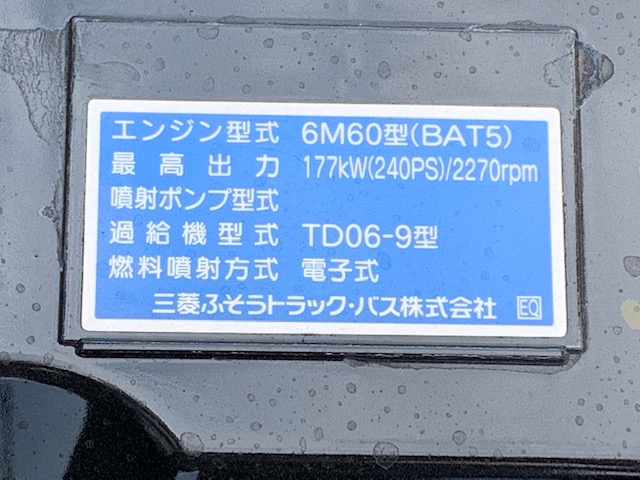 エンジン型式 6M60型(BAT5)
最高出力 177kW(240PS)/2270rpm
噴射ポンプ型式
過給機型式 TD06-9型
燃料噴射方式 電子式
三菱ふそうトラック・バス株式会社 EQ